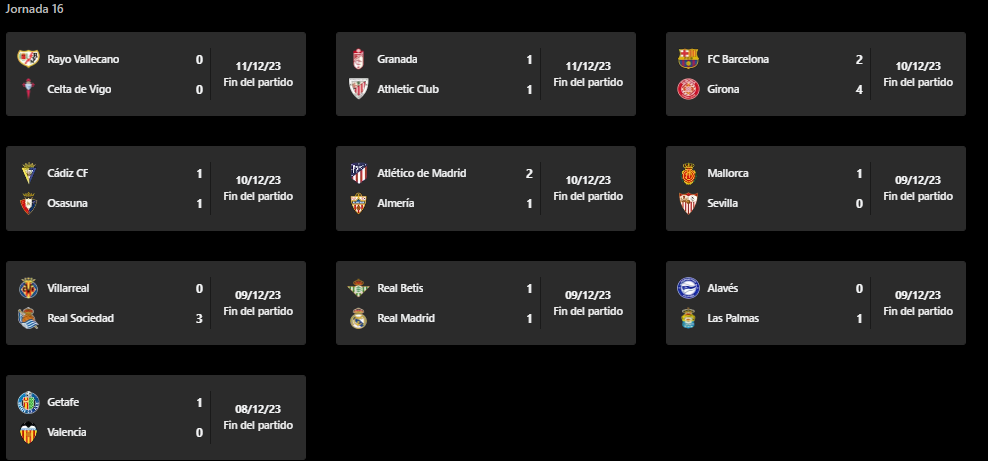 Jornada 16
Rayo Vallecano 0
Celta de Vigo 0
11/12/23
Fin del partido
Granada 1
Athletic Club 1
11/12/23
Fin del partido
FC Barcelona 2
Girona 4
10/12/23
Fin del partido
Cádiz CF 1
Osasuna 1
10/12/23
Fin del partido
Atlético de Madrid 2
Almería 1
10/12/23
Fin del partido
Mallorca 1
Sevilla 0
09/12/23
Fin del partido
Villarreal 0
Real Sociedad 3
09/12/23
Fin del partido
Real Betis 1
Real Madrid 1
09/12/23
Fin del partido
Alavés 0
Las Palmas 1
09/12/23
Fin del partido
Getafe 1
Valencia 0
08/12/23
Fin del partido